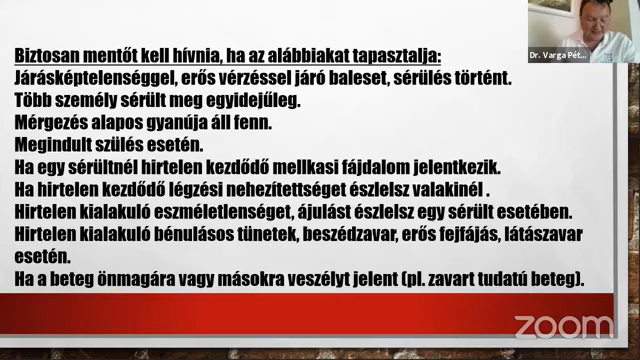 Biztosan mentőt kell hívnia, ha az alábbiakat tapasztalja:
Járásképtelenséggel, erős vérzéssel járó baleset, sérülés történt.
Több személy sérült meg egyidejűleg.
Mérgezés alapos gyanúja áll fenn.
Megindult szülés esetén.
Ha egy sérültnél hirtelen kezdődő mellkasi fájdalom jelentkezik.
Ha hirtelen kezdődő légzési nehezítettséget észlelsz valakinél .
Hirtelen kialakuló eszméletlenséget, ájulást észlelsz egy sérült esetében.
Hirtelen kialakuló bénulásos tünetek, beszédzavar, erős fejfájás, látászavar
esetén.
Ha a beteg önmagára vagy másokra veszélyt jelent (pl. zavart tudatú beteg).
Dr. Varga Pét...
zoom